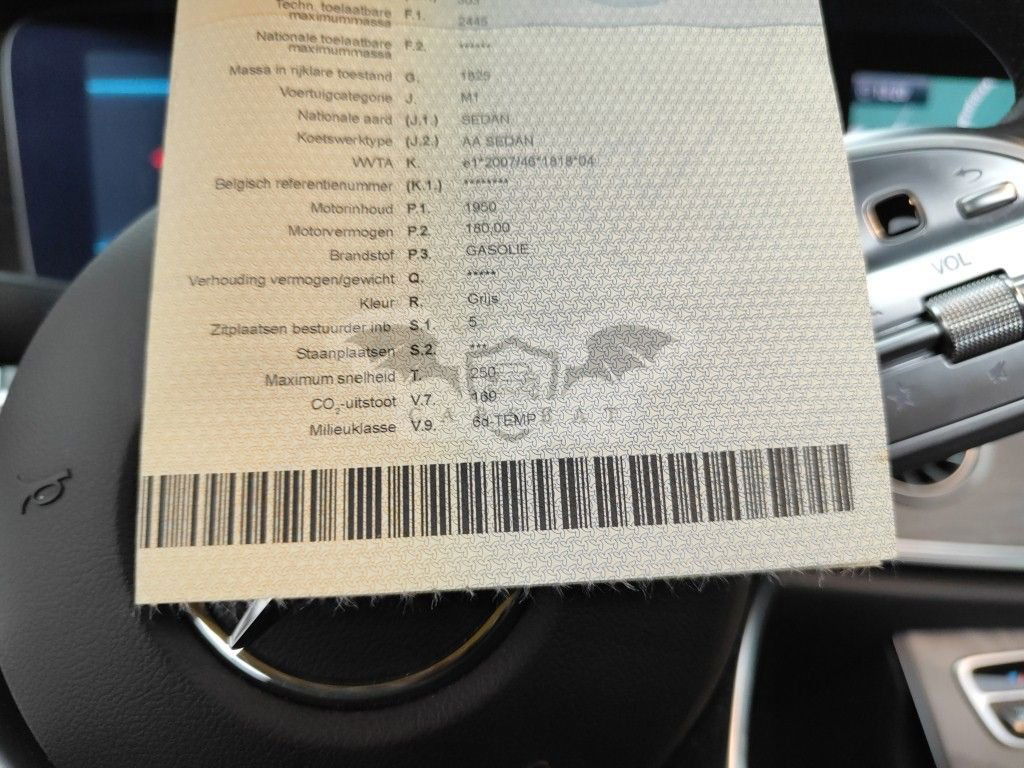 Techn. toelaatbare maximummassa F.1. 2445
Nationale toelaatbare maximummassa F.2. ******
Massa in rijklare toestand G. 1829
Voertuigcategorie J. M1
Nationale aard (J.1.) SEDAN
Koetswerktype (J.2.) AA SEDAN
WVTA K. e1*2007/46*1818*04
Belgisch referentienummer (K.1.) ********
Motorinhoud P.1. 1950
Motorvermogen P.2. 180,00
Brandstof P.3. GASOLIE
Verhouding vermogen/gewicht Q. *****
Kleur R. Grijs
Zitplaatsen bestuurder inb. S.1. 5
Staanplaatsen S.2. ***
Maximum snelheid T. 250
CO₂-uitstoot V.7. 160
Milieuklasse V.9. 6d-TEMP
VOL